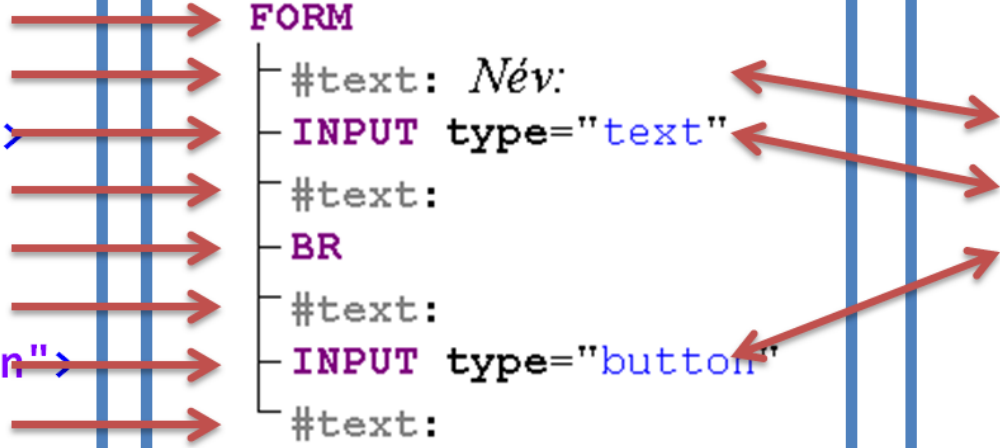 FORM
#text: Név:
> INPUT type="text"
#text:
BR
#text:
n"> INPUT type="button"
#text: